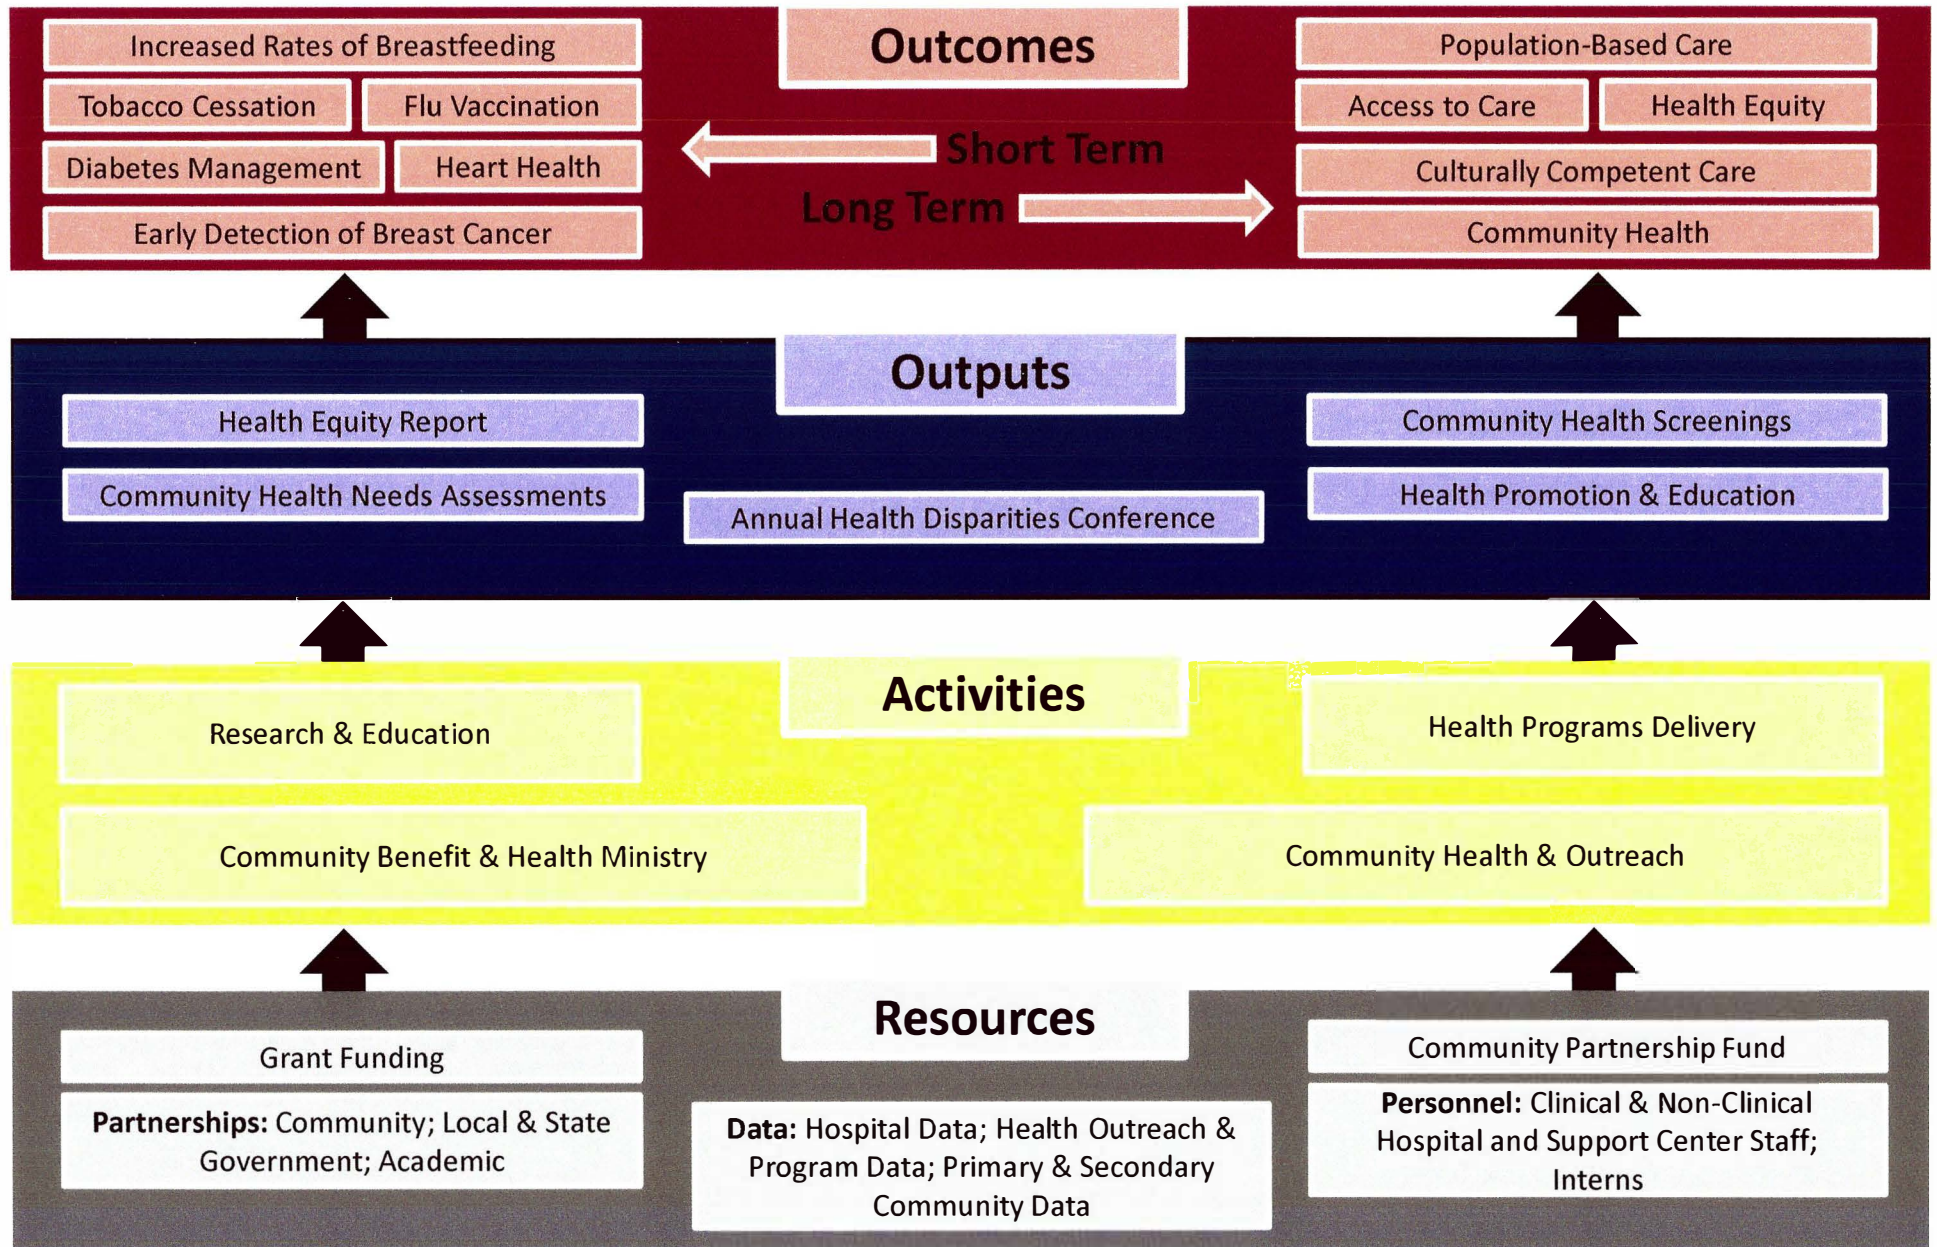 Outcomes
Increased Rates of Breastfeeding
Tobacco Cessation
Flu Vaccination
Diabetes Management
Heart Health
Early Detection of Breast Cancer
Short Term
Long Term
Population-Based Care
Access to Care
Health Equity
Culturally Competent Care
Community Health
Outputs
Health Equity Report
Community Health Needs Assessments
Annual Health Disparities Conference
Community Health Screenings
Health Promotion & Education
Activities
Research & Education
Community Benefit & Health Ministry
Health Programs Delivery
Community Health & Outreach
Resources
Grant Funding
Partnerships: Community; Local & State
Government; Academic
Data: Hospital Data; Health Outreach &
Program Data; Primary & Secondary
Community Data
Community Partnership Fund
Personnel: Clinical & Non-Clinical
Hospital and Support Center Staff;
Interns